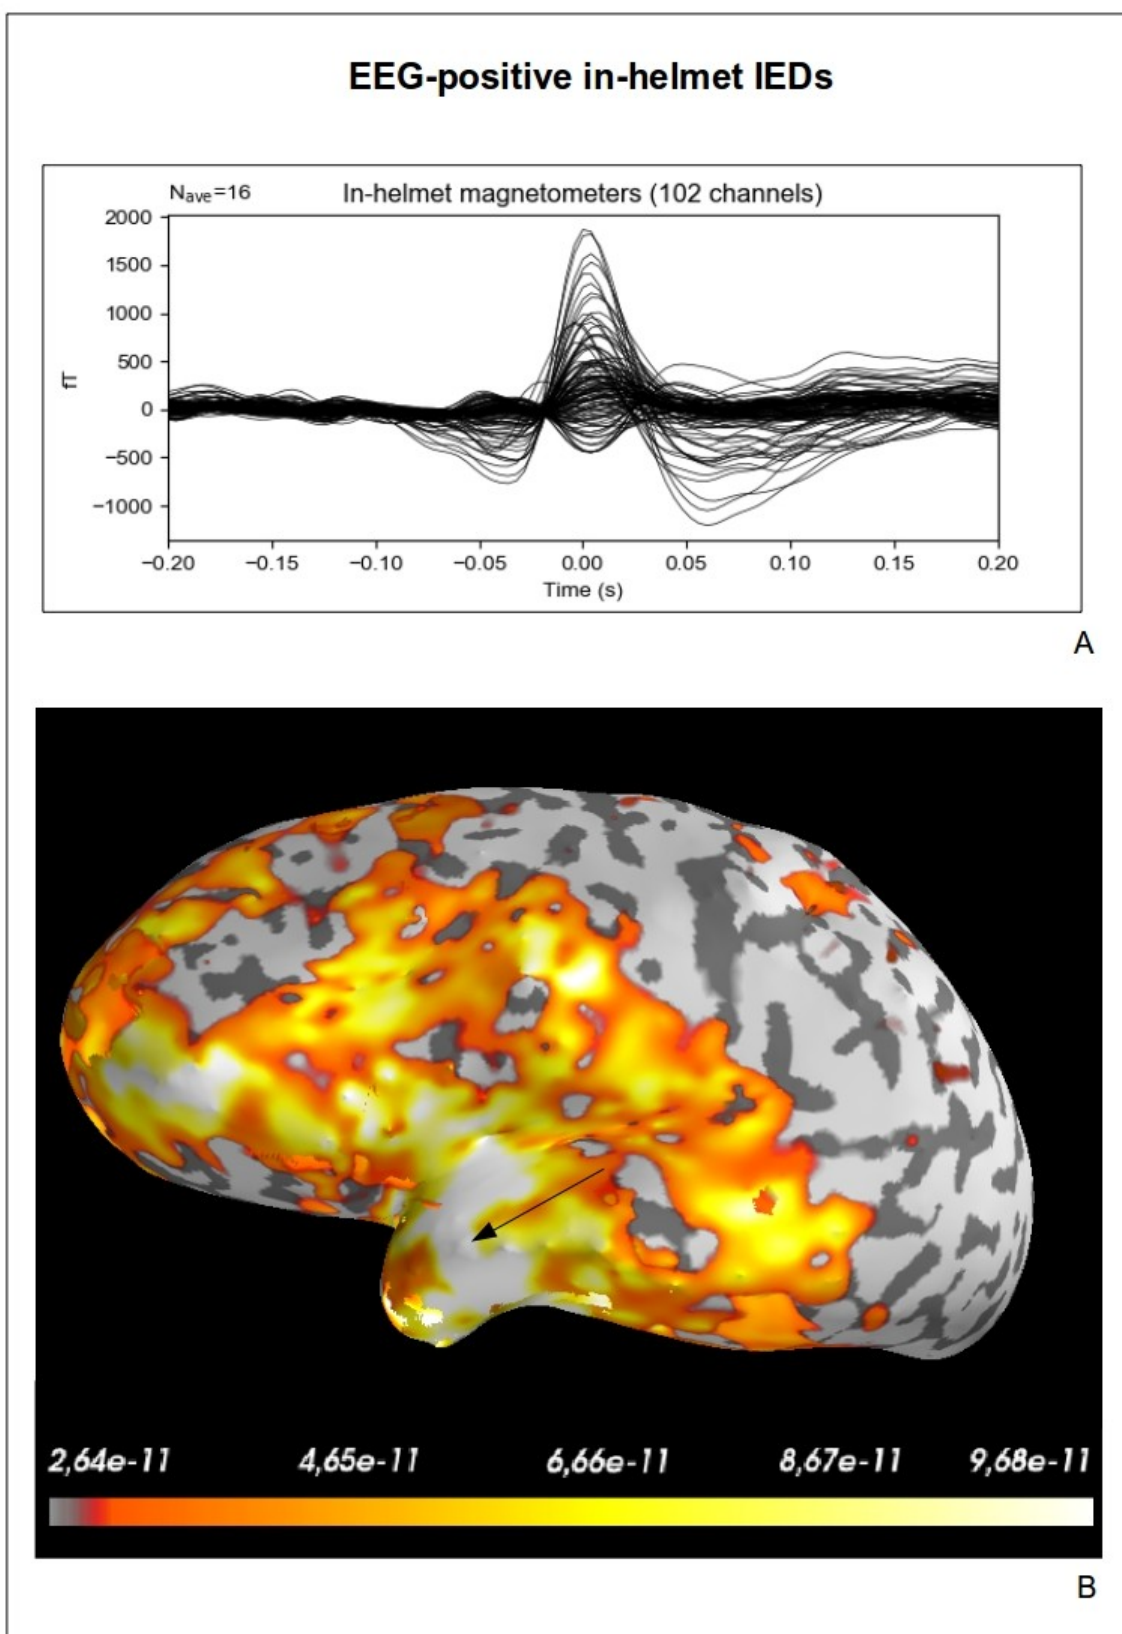 EEG-positive in-helmet IEDs
Nave=16
In-helmet magnetometers (102 channels)
2000
1500
1000
500
0
−500
−1000
fT
−0.20 −0.15 −0.10 −0.05 0.00 0.05 0.10 0.15 0.20
Time (s)
A
2,64e-11 4,65e-11 6,66e-11 8,67e-11 9,68e-11
B